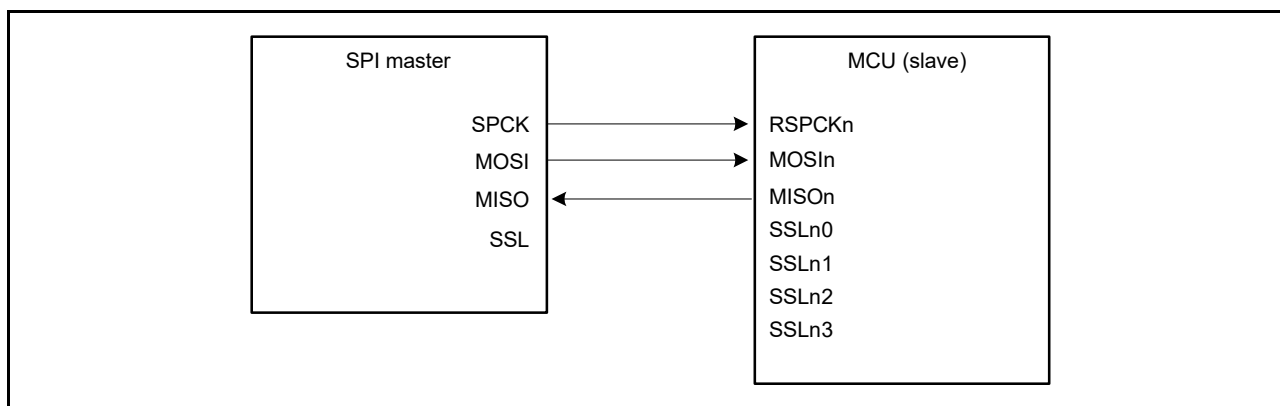 SPI master
SPCK
MOSI
MISO
SSL
MCU (slave)
RSPCKn
MOSIn
MISOn
SSLn0
SSLn1
SSLn2
SSLn3